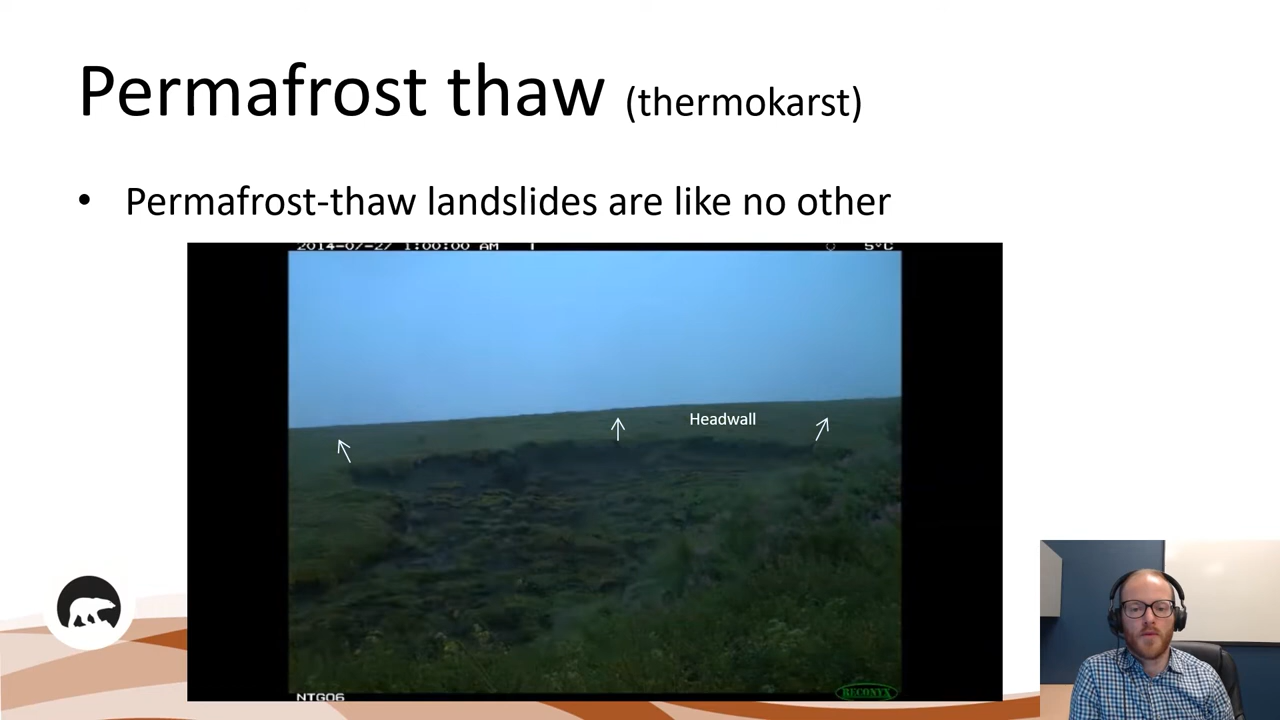 Permafrost thaw (thermokarst)
• Permafrost-thaw landslides are like no other
2014-07-27 1:00:00 AM 5°C
Headwall
NTGO6
RECONYX